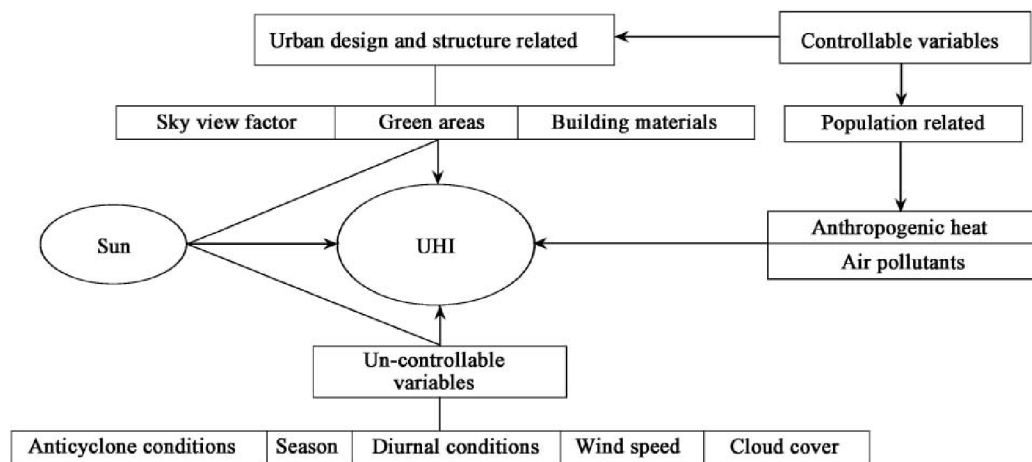 Urban design and structure related
Controllable variables
Sky view factor
Green areas
Building materials
Population related
Sun
UHI
Anthropogenic heat
Air pollutants
Un-controllable
variables
Anticyclone conditions
Season
Diurnal conditions
Wind speed
Cloud cover